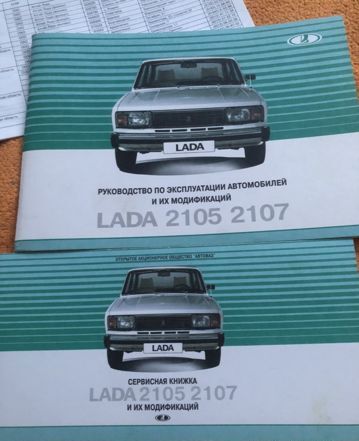 LADA
РУКОВОДСТВО ПО ЭКСПЛУАТАЦИИ АВТОМОБИЛЕЙ
И ИХ МОДИФИКАЦИЙ
LADA 2105 2107
ОТКРЫТОЕ АКЦИОНЕРНОЕ ОБЩЕСТВО "АВТОВАЗ"
LADA
СЕРВИСНАЯ КНИЖКА
LADA 2105 2107
И ИХ МОДИФИКАЦИЙ